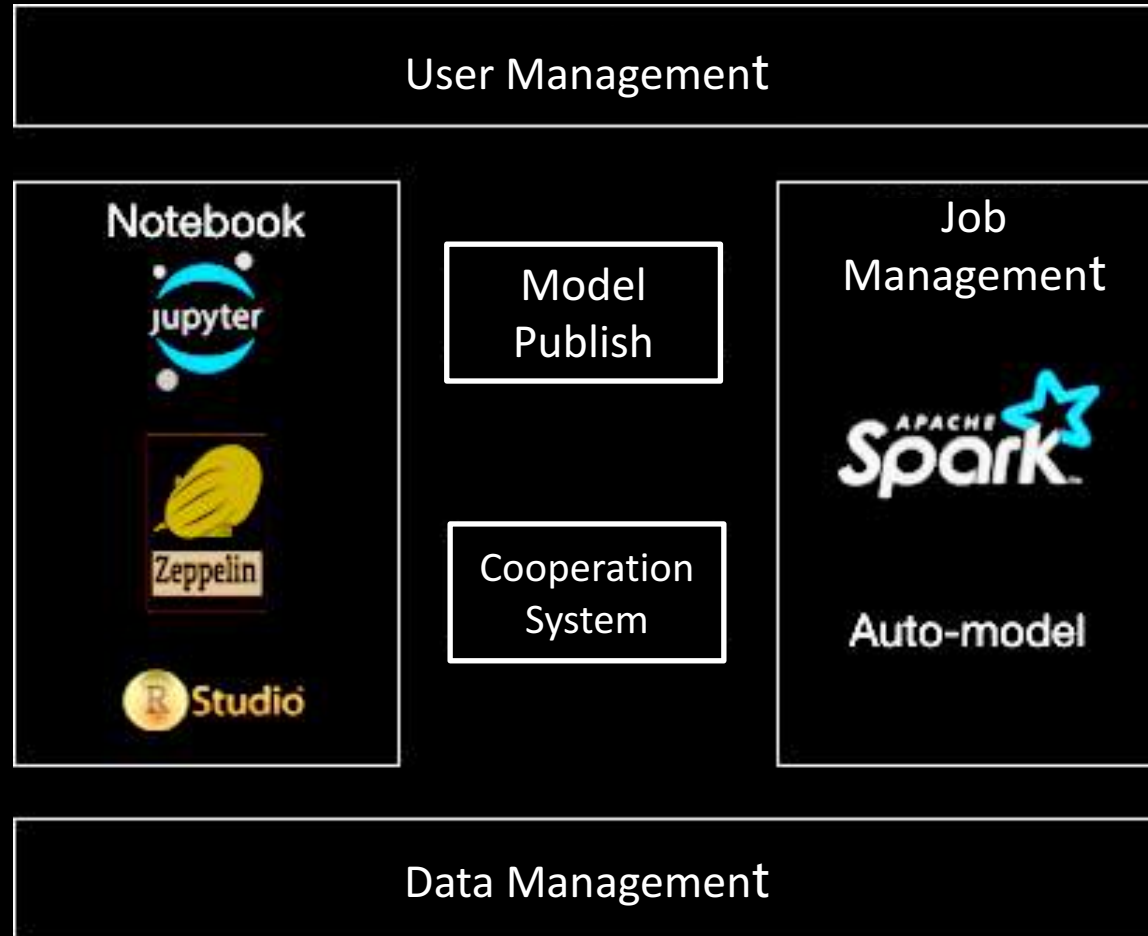 User Management
Notebook
jupyter
Zeppelin
R Studio
Model
Publish
Cooperation
System
Job
Management
APACHE
Spark
Auto-model
Data Management